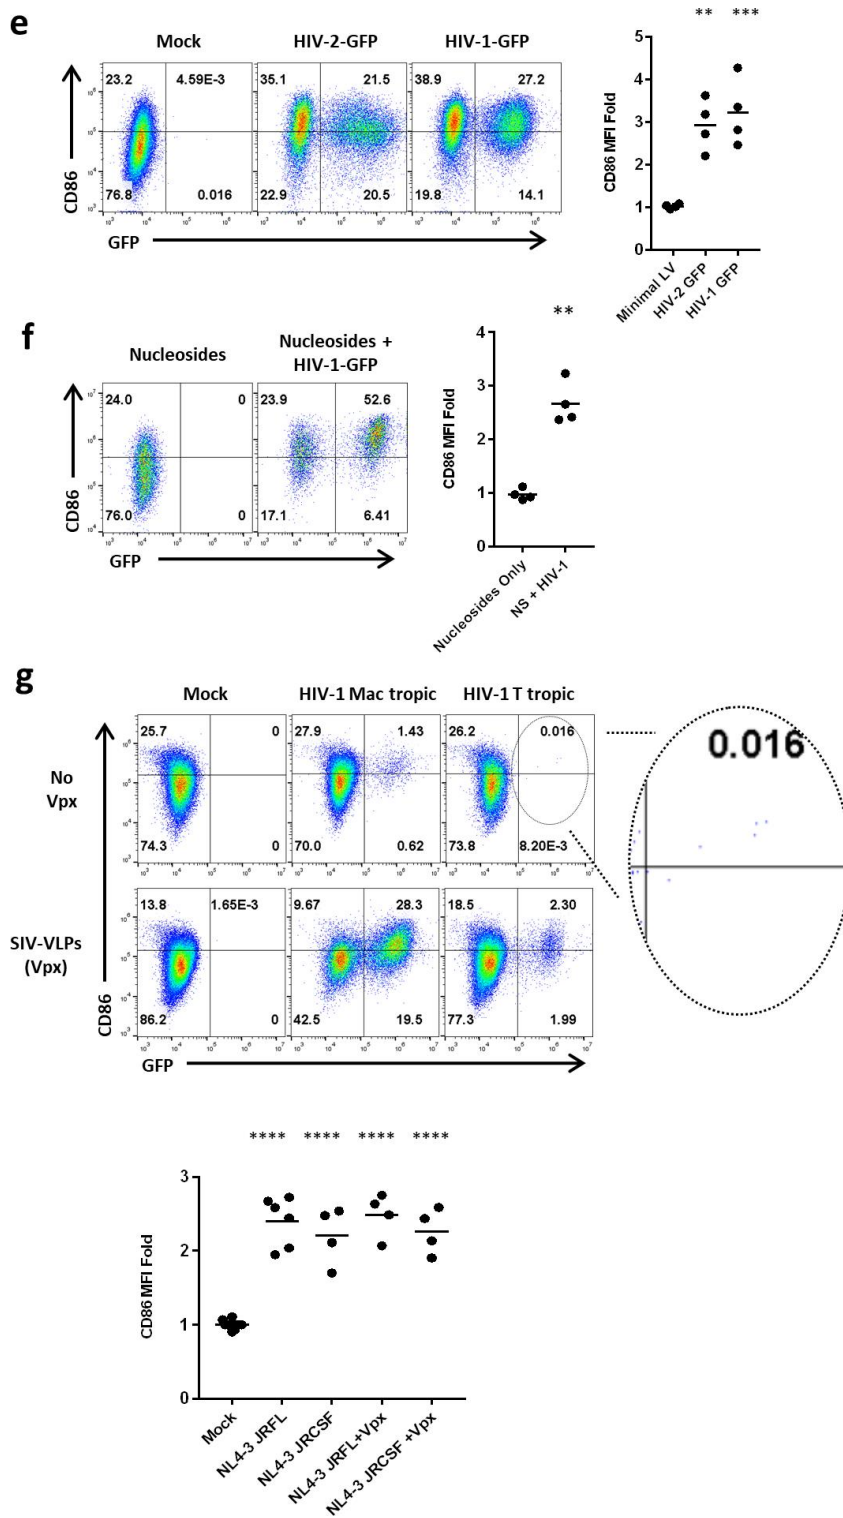 e
Mock HIV-2-GFP HIV-1-GFP
23.2 4.59E-3 35.1 21.5 38.9 27.2
76.8 0.016 22.9 20.5 19.8 14.1
CD86
GFP
** ***
CD86 MFI Fold
5
4
3
2
1
0
Minimal LV
HIV-2 GFP
HIV-1 GFP
f
Nucleosides
Nucleosides +
HIV-1-GFP
24.0 0 23.9 52.6
76.0 0 17.1 6.41
CD86
GFP
**
CD86 MFI Fold
4
3
2
1
0
Nucleosides Only
NS + HIV-1
g
Mock HIV-1 Mac tropic HIV-1 T tropic
No
Vpx
25.7 0 27.9 1.43 26.2 0.016
74.3 0 70.0 0.62 73.8 8.20E-3
0.016
SIV-VLPs
(Vpx)
13.8 1.65E-3 9.67 28.3 18.5 2.30
86.2 0 42.5 19.5 77.3 1.99
CD86
GFP
**** **** **** ****
CD86 MFI Fold
3
2
1
0
Mock
NL4-3 JRFL
NL4-3 JRCSF
NL4-3 JRFL+Vpx
NL4-3 JRCSF +Vpx